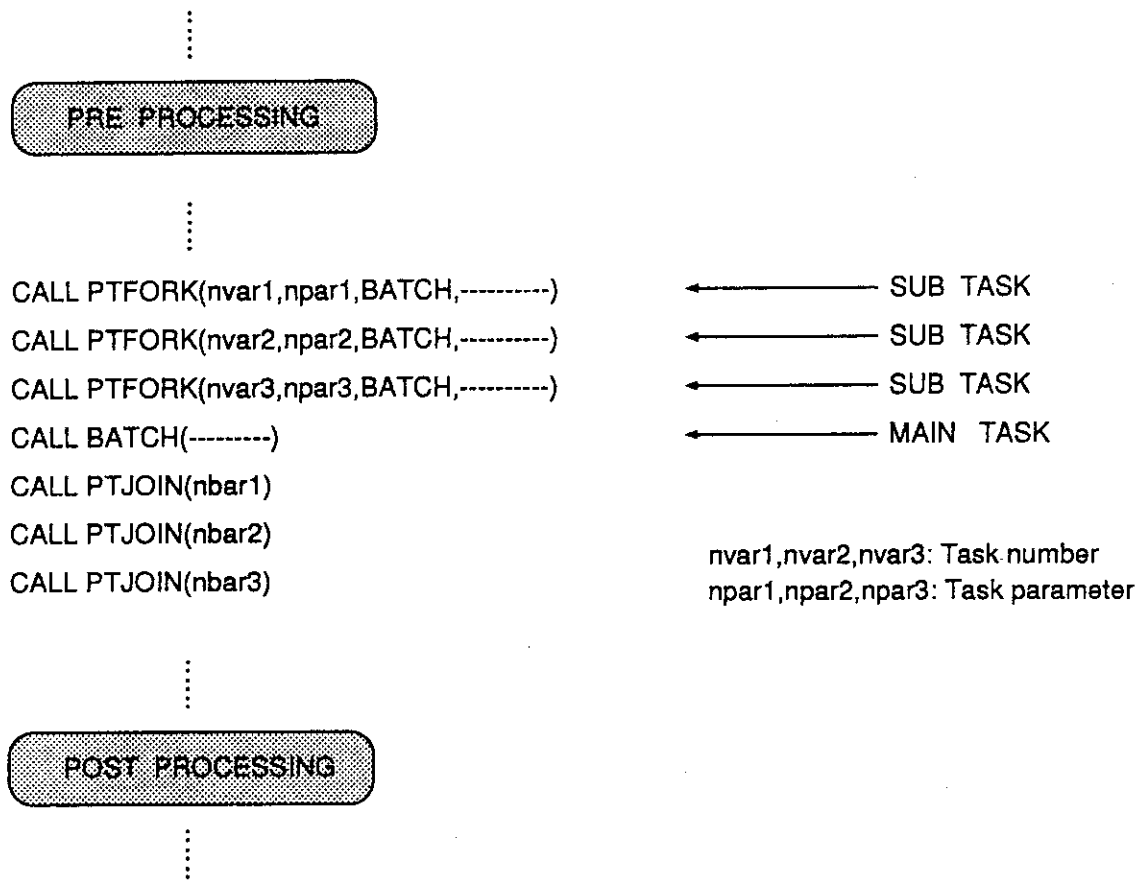 PRE PROCESSING
CALL PTFORK(nvar1,npar1,BATCH,----------) SUB TASK
CALL PTFORK(nvar2,npar2,BATCH,----------) SUB TASK
CALL PTFORK(nvar3,npar3,BATCH,----------) SUB TASK
CALL BATCH(---------) MAIN TASK
CALL PTJOIN(nbar1)
CALL PTJOIN(nbar2)
CALL PTJOIN(nbar3)
nvar1,nvar2,nvar3: Task number
npar1,npar2,npar3: Task parameter
POST PROCESSING